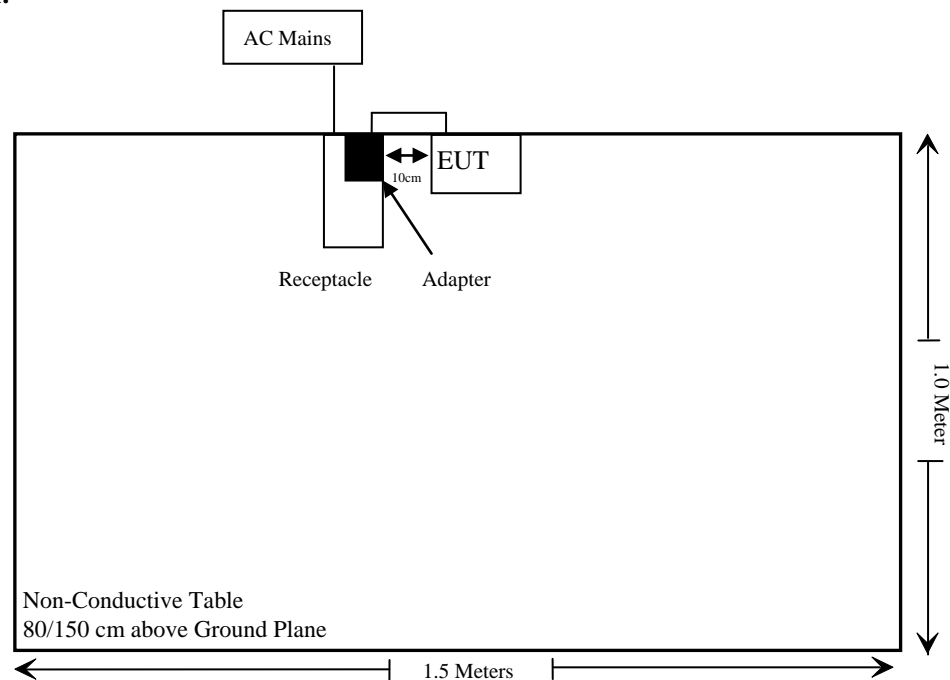 AC Mains
EUT
10cm
Receptacle
Adapter
1.0 Meter
Non-Conductive Table
80/150 cm above Ground Plane
1.5 Meters